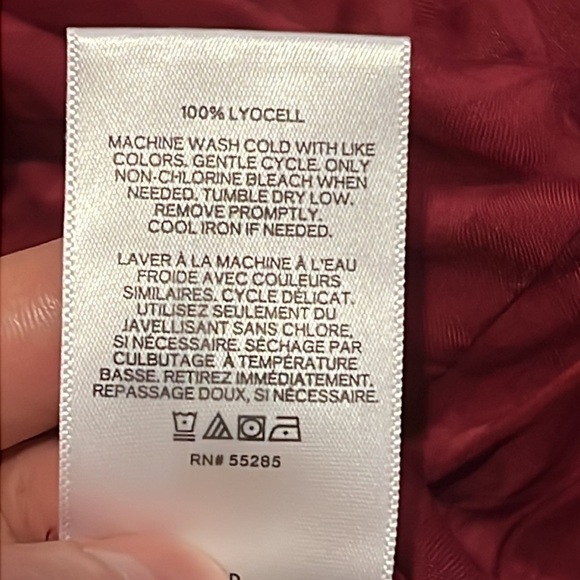 100% LYOCELL
MACHINE WASH COLD WITH LIKE
COLORS. GENTLE CYCLE. ONLY
NON-CHLORINE BLEACH WHEN
NEEDED. TUMBLE DRY LOW.
REMOVE PROMPTLY.
COOL IRON IF NEEDED.
LAVER À LA MACHINE À L'EAU
FROIDE AVEC COULEURS
SIMILAIRES. CYCLE DÉLICAT.
UTILISEZ SEULEMENT DU
JAVELLISANT SANS CHLORE,
SI NÉCESSAIRE. SÉCHAGE PAR
CULBUTAGE À TEMPÉRATURE
BASSE. RETIREZ IMMÉDIATEMENT.
REPASSAGE DOUX, SI NÉCESSAIRE.
RN# 55285